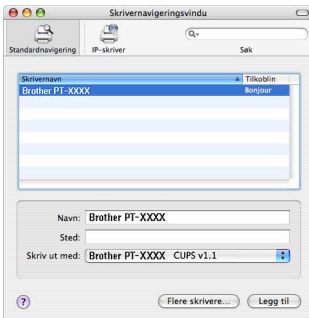 Skrivernavigeringsvindu
Standardnavigering IP-skriver Søk
Skrivernavn Tilkoblin
Brother PT-XXXX Bonjour
Navn: Brother PT-XXXX
Sted:
Skriv ut med: Brother PT-XXXX CUPS v1.1
? Flere skrivere... Legg til